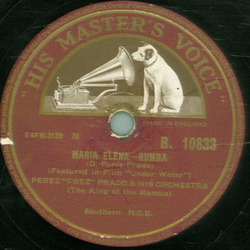 "HIS MASTER'S VOICE"
MADE IN ENGLAND
B. 10833
MARIA ELENA - RUMBA
(Featured in Film "Under Water")
PEREZ "PREZ" PRADO & HIS ORCHESTRA
(The King of the Mambo)
Southern N.C.B.